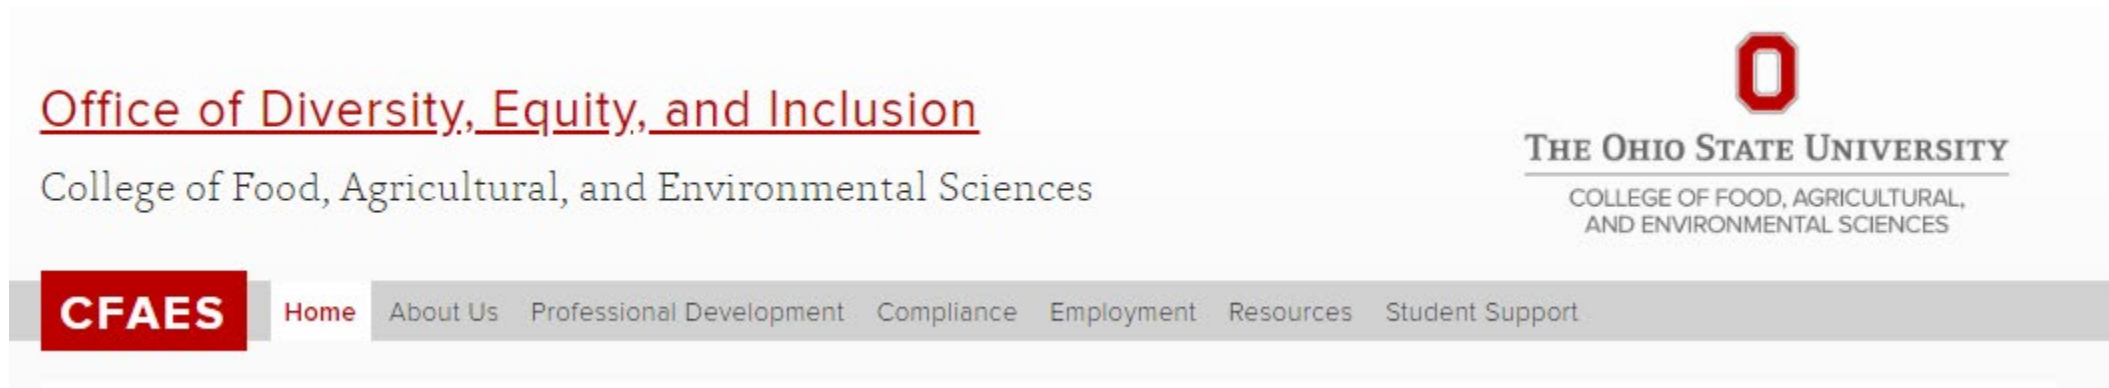 Office of Diversity, Equity, and Inclusion
College of Food, Agricultural, and Environmental Sciences
O
THE OHIO STATE UNIVERSITY
COLLEGE OF FOOD, AGRICULTURAL,
AND ENVIRONMENTAL SCIENCES
CFAES Home About Us Professional Development Compliance Employment Resources Student Support